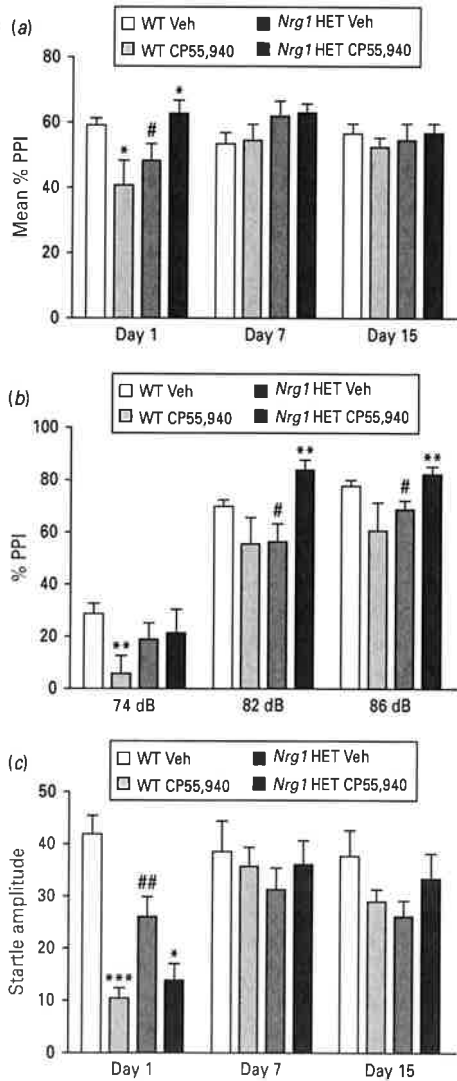 (a)
WT Veh Nrg1 HET Veh
WT CP55,940 Nrg1 HET CP55,940
Mean % PPI
80
60
40
20
0
* # *
Day 1 Day 7 Day 15
(b)
WT Veh Nrg1 HET Veh
WT CP55,940 Nrg1 HET CP55,940
% PPI
100
80
60
40
20
0
** # ** # **
74 dB 82 dB 86 dB
(c)
WT Veh Nrg1 HET Veh
WT CP55,940 Nrg1 HET CP55,940
Startle amplitude
50
40
30
20
10
0
*** ## *
Day 1 Day 7 Day 15